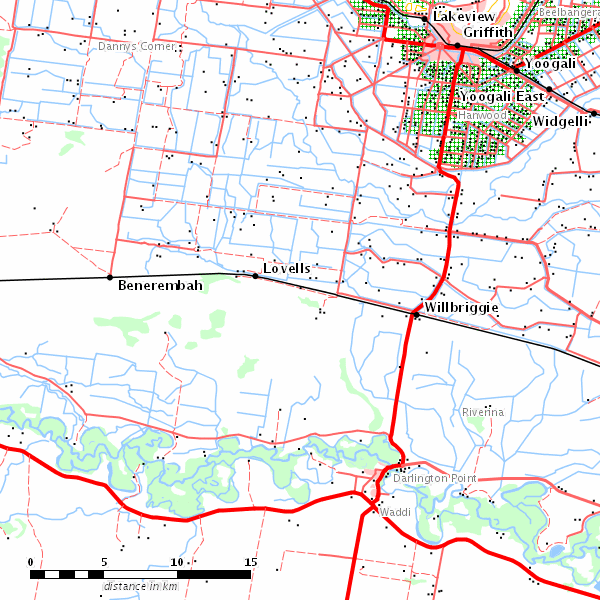 Beelbangera
Lakeview
Griffith
Dannys Corner
Yoogali
Yoogali East
Hanwood
Widgelli
Lovells
Benerembah
Willbriggie
Riverina
Darlington Point
Waddi
0 5 10 15
distance in km